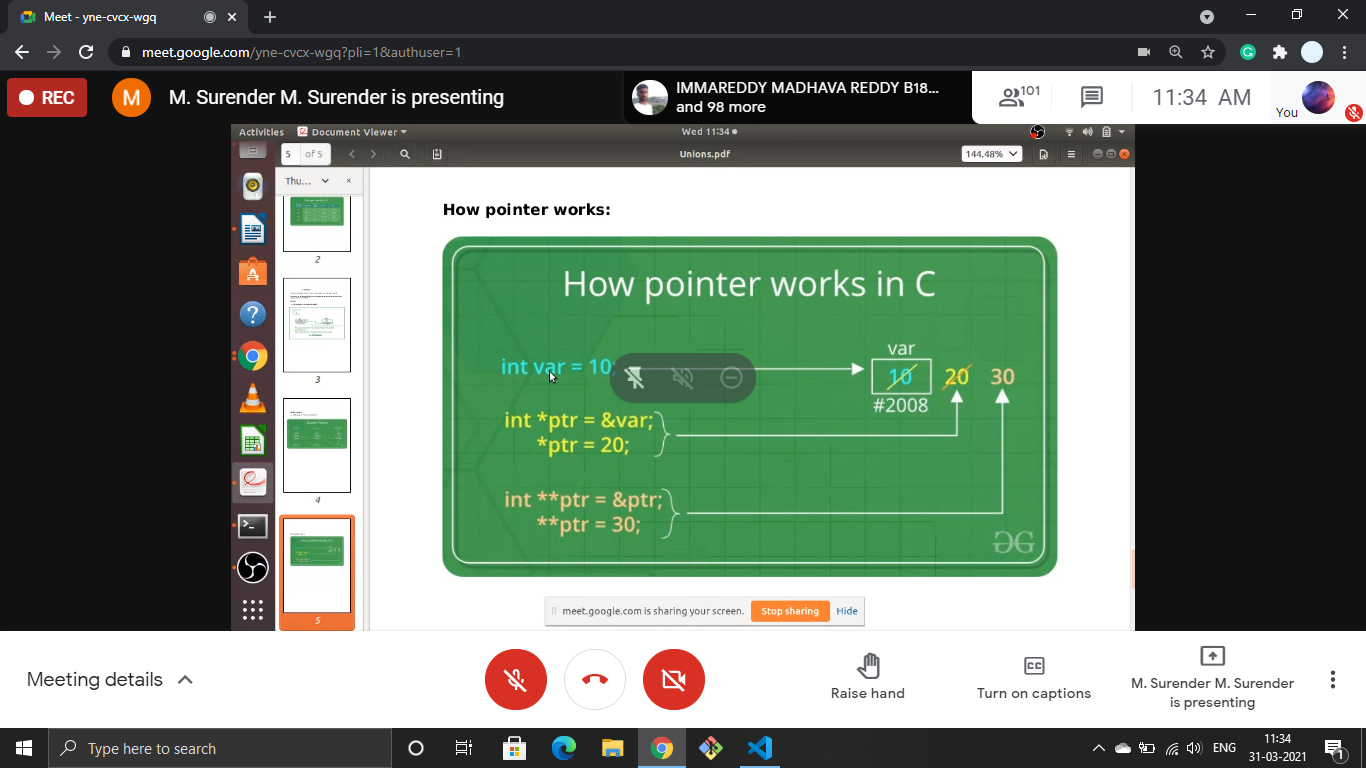 Meet - yne-cvcx-wgq
meet.google.com/yne-cvcx-wgq?pli=1&authuser=1
REC
M
M. Surender M. Surender is presenting
IMMAREDDY MADHAVA REDDY B18...
and 98 more
101
11:34 AM
You
Activities
Document Viewer
Wed 11:34
5
of 5
Unions.pdf
144.48%
Thu...
2
3
4
5
How pointer works:
How pointer works in C
int var = 10;
var
10
20
30
#2008
int *ptr = &var;
*ptr = 20;
int **ptr = &ptr;
**ptr = 30;
GG
meet.google.com is sharing your screen.
Stop sharing
Hide
Meeting details
Raise hand
CC
Turn on captions
M. Surender M. Surender
is presenting
Type here to search
ENG
11:34
31-03-2021
1